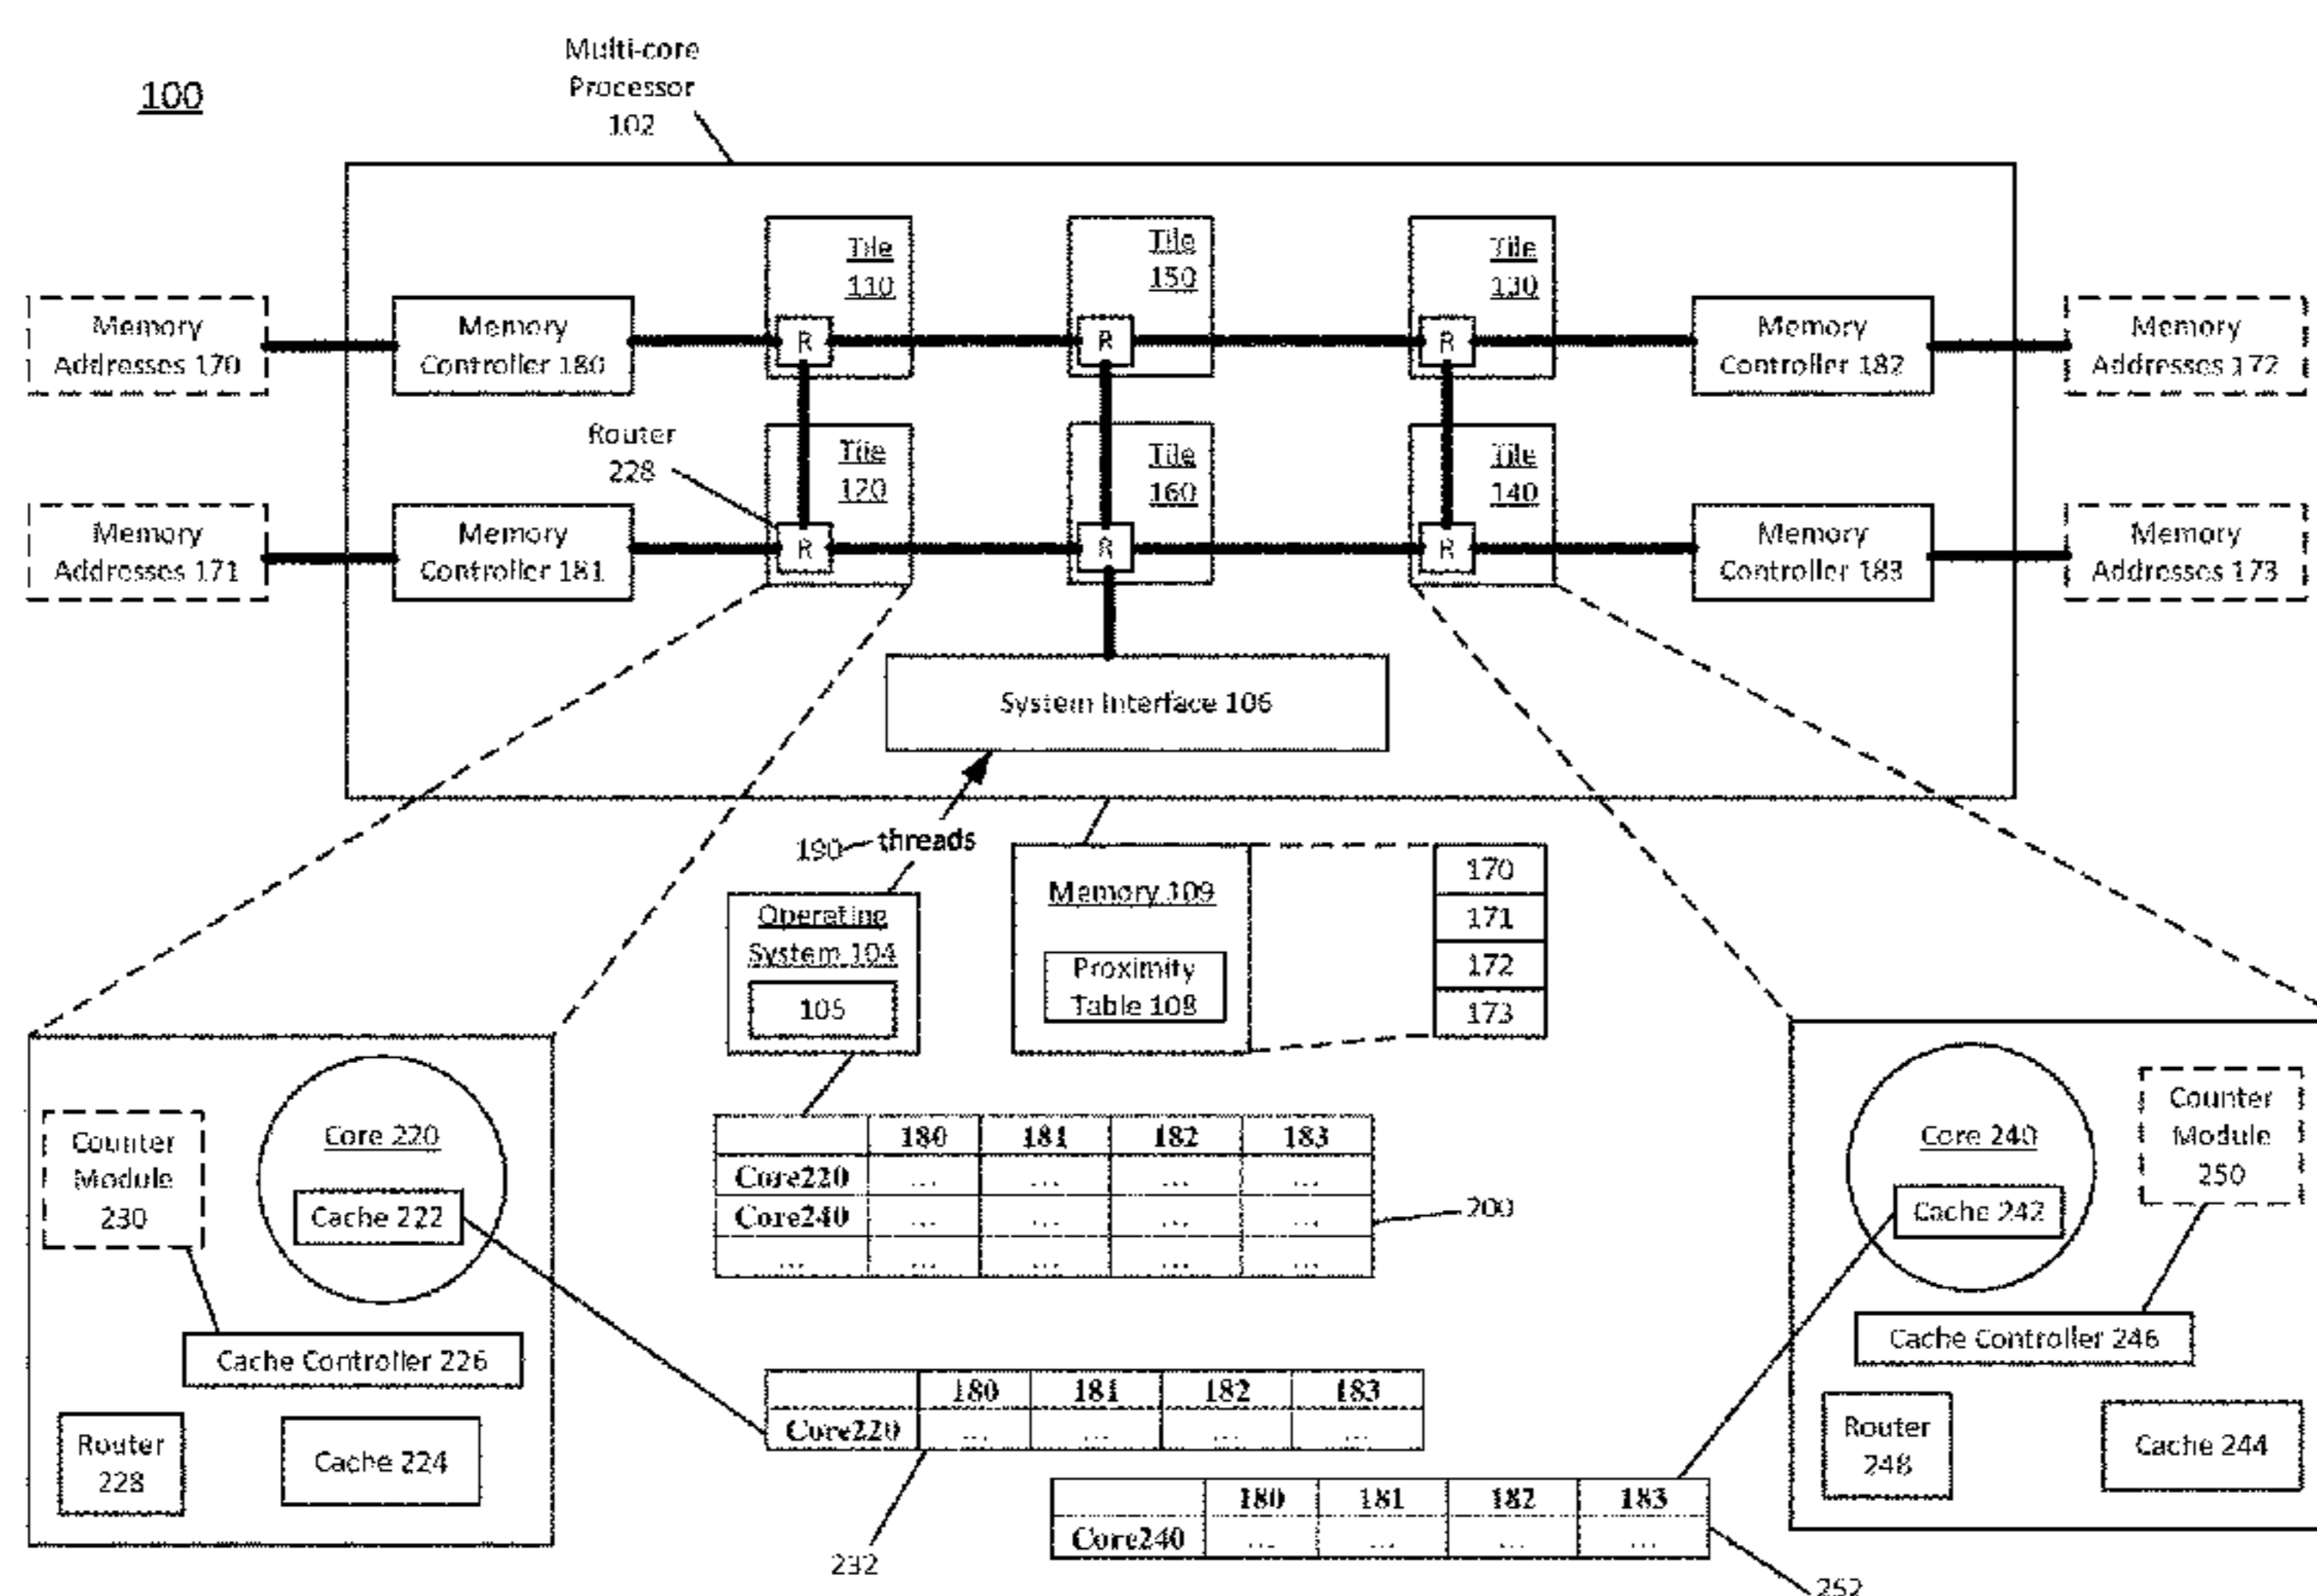 100
Multi-core
Processor
102
Tile
110
Tile
150
Tile
130
Memory
Addresses 170
Memory
Controller 180
R
R
R
Memory
Controller 182
Memory
Addresses 172
Router
228
Tile
120
Tile
160
Tile
140
Memory
Addresses 171
Memory
Controller 181
R
R
R
Memory
Controller 183
Memory
Addresses 173
System Interface 106
190
threads
Operating
System 104
105
Memory 109
Proximity
Table 108
170
171
172
173
Counter
Module
230
Core 220
Cache 222
Cache Controller 226
Router
228
Cache 224
180 181 182 183
Core220 ... ... ... ...
Core240 ... ... ... ...
... ... ... ... ...
200
180 181 182 183
Core220 ... ... ... ...
232
180 181 182 183
Core240 ... ... ... ...
252
Core 240
Cache 242
Counter
Module
250
Cache Controller 246
Router
248
Cache 244